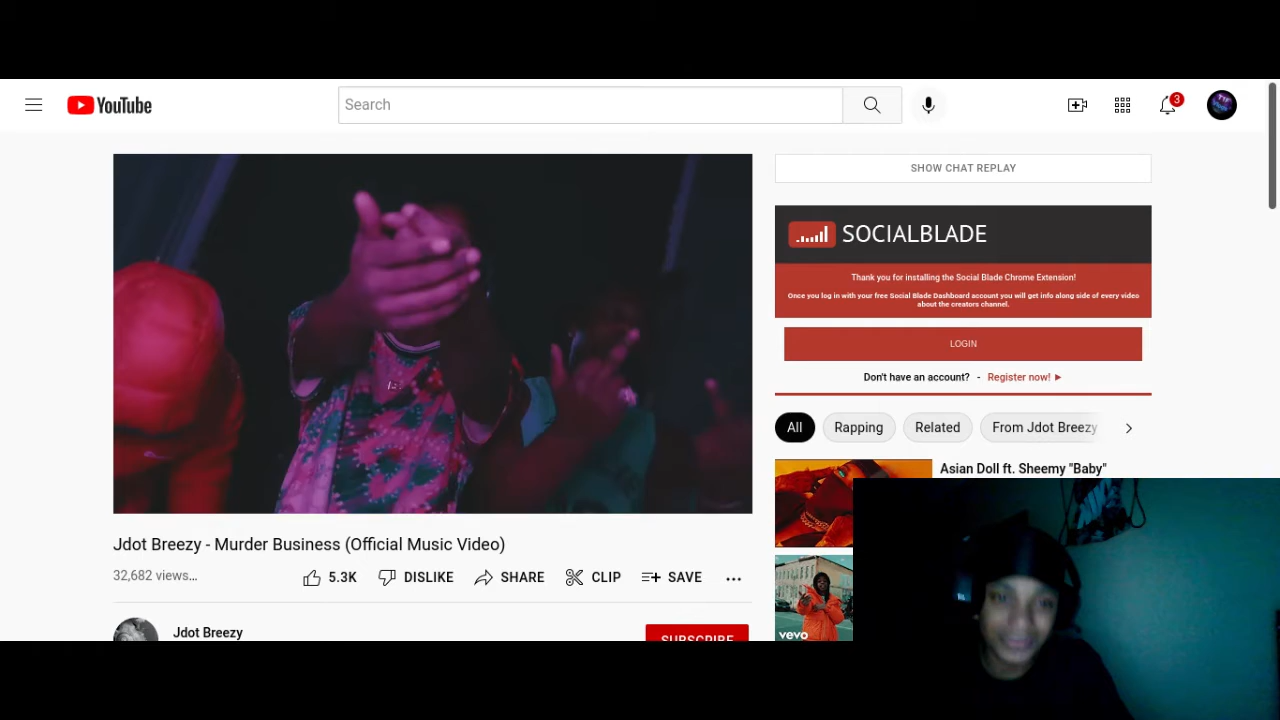 YouTube
Search
3
SHOW CHAT REPLAY
SOCIALBLADE
Thank you for installing the Social Blade Chrome Extension!
Once you log in with your free Social Blade Dashboard account you will get info along side of every video
about the creators channel.
LOGIN
Don't have an account? - Register now! ►
All
Rapping
Related
From Jdot Breezy
Asian Doll ft. Sheemy "Baby"
vevo
Jdot Breezy - Murder Business (Official Music Video)
32,682 views...
5.3K
DISLIKE
SHARE
CLIP
SAVE
Jdot Breezy
SUBSCRIBE